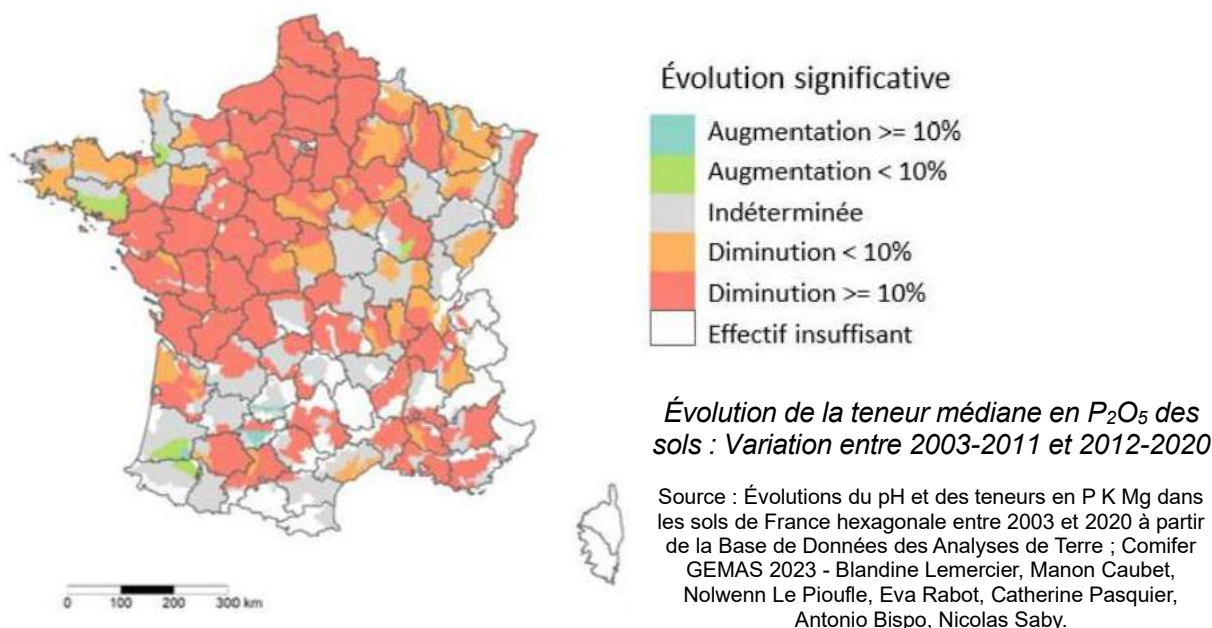 Évolution significative
Augmentation >= 10%
Augmentation < 10%
Indéterminée
Diminution < 10%
Diminution >= 10%
Effectif insuffisant
Évolution de la teneur médiane en P₂O₅ des
sols : Variation entre 2003-2011 et 2012-2020
Source : Évolutions du pH et des teneurs en P K Mg dans
les sols de France hexagonale entre 2003 et 2020 à partir
de la Base de Données des Analyses de Terre ; Comifer
GEMAS 2023 - Blandine Lemercier, Manon Caubet,
Nolwenn Le Pioufle, Eva Rabot, Catherine Pasquier,
Antonio Bispo, Nicolas Saby.
0 100 200 300 km